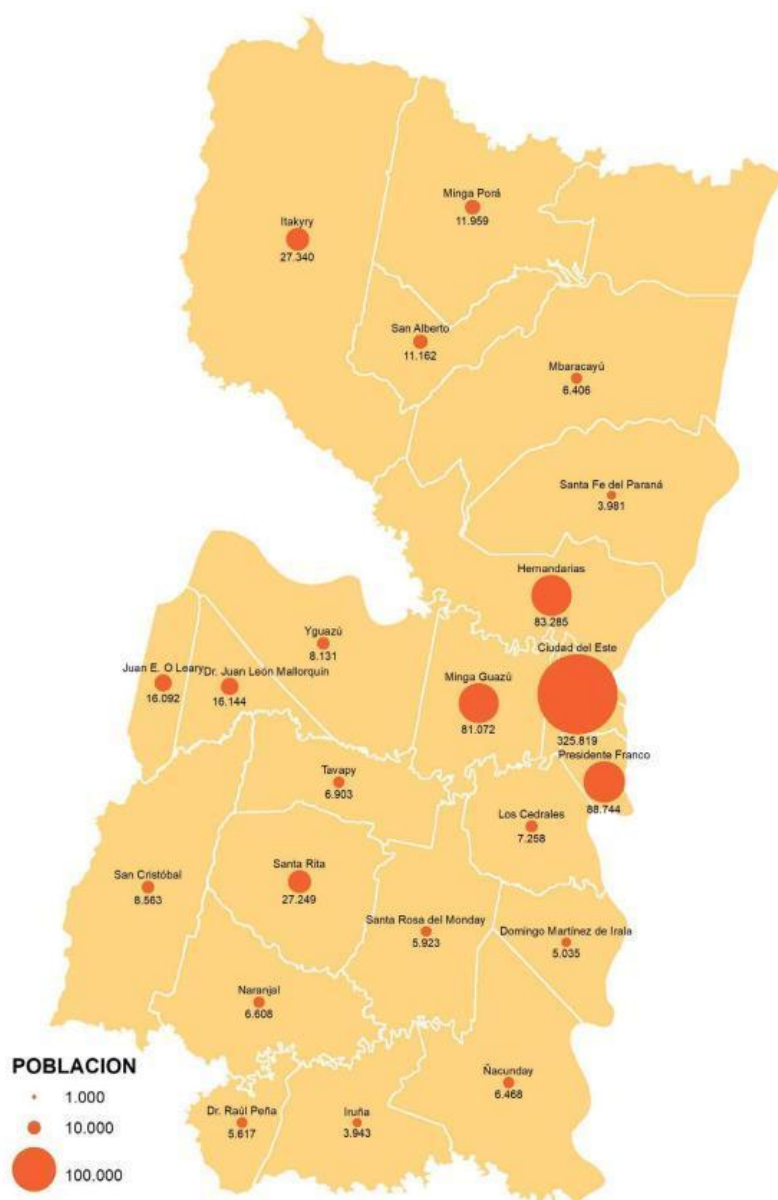 Minga Porá
11.959
Itakyry
27.340
San Alberto
11.162
Mbaracayú
6.406
Santa Fe del Paraná
3.981
Hernandarias
83.285
Yguazú
8.131
Ciudad del Este
325.819
Juan E. O Leary
16.092
Dr. Juan León Mallorquín
16.144
Minga Guazú
81.072
Presidente Franco
88.744
Tavapy
6.903
Los Cedrales
7.258
San Cristóbal
8.563
Santa Rita
27.249
Santa Rosa del Monday
5.923
Domingo Martínez de Irala
5.035
Naranjal
6.608
Ñacunday
6.468
Dr. Raúl Peña
5.617
Iruña
3.943
POBLACION
1.000
10.000
100.000